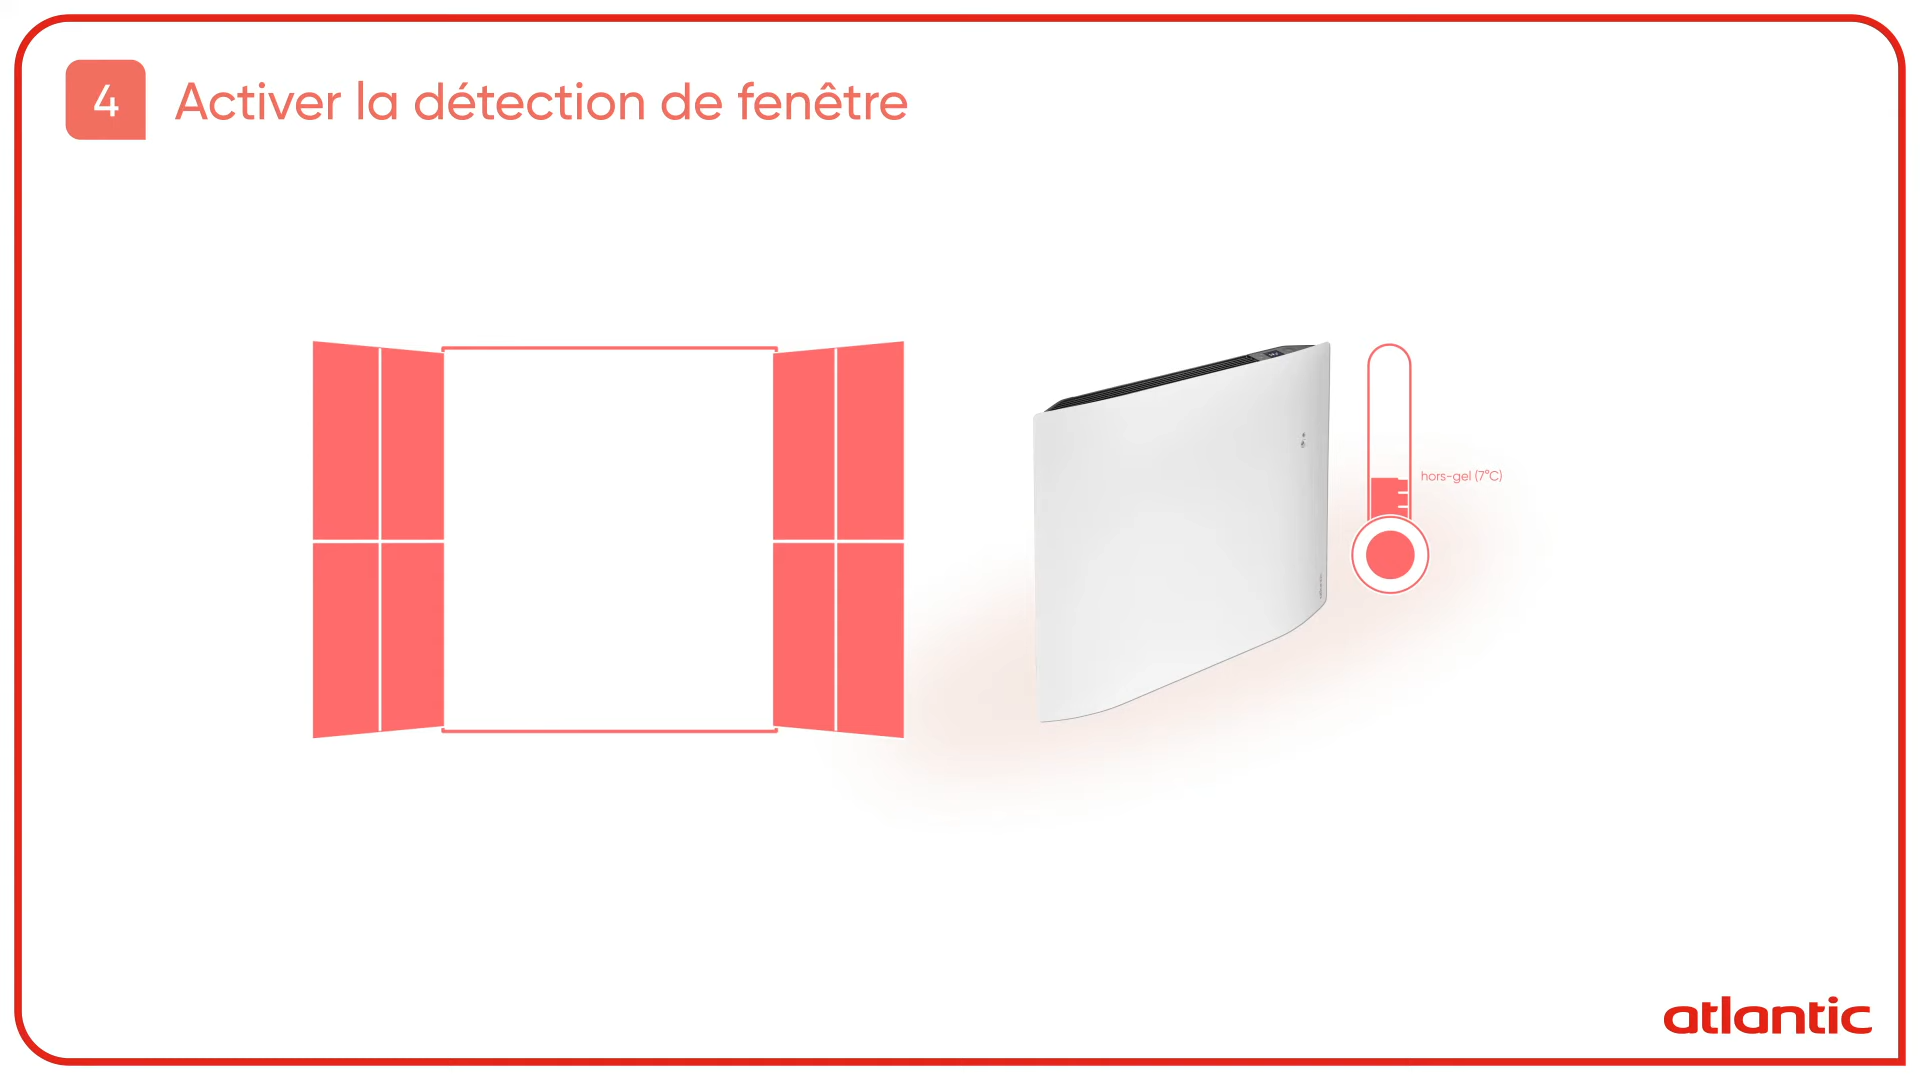 4
Activer la détection de fenêtre
hors-gel (7°C)
atlantic